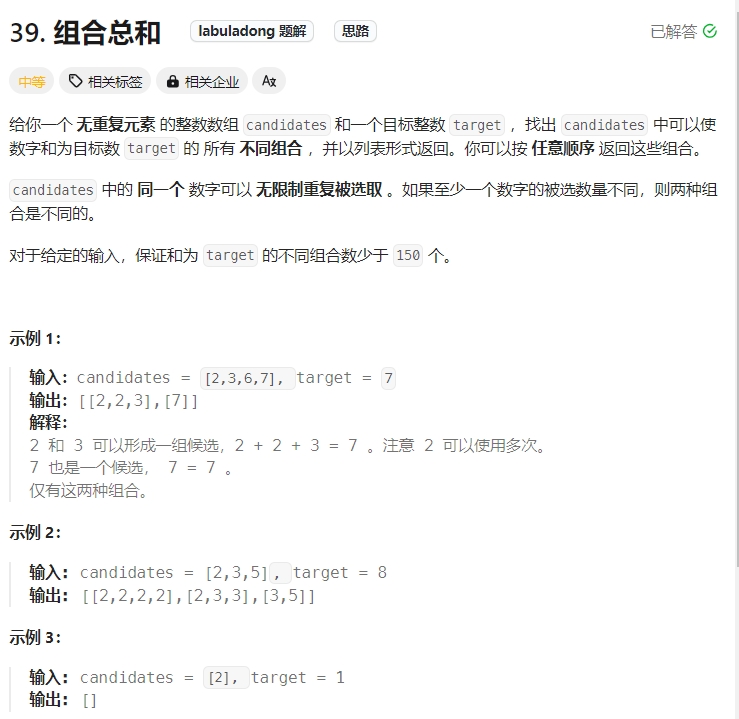 39. 组合总和 labuladong 题解 思路 已解答
中等 相关标签 相关企业 Aあ
给你一个 无重复元素 的整数数组 candidates 和一个目标整数 target ，找出 candidates 中可以使
数字和为目标数 target 的 所有 不同组合 ，并以列表形式返回。你可以按 任意顺序 返回这些组合。
candidates 中的 同一个 数字可以 无限制重复被选取 。如果至少一个数字的被选数量不同，则两种组
合是不同的。
对于给定的输入，保证和为 target 的不同组合数少于 150 个。
示例 1：
输入：candidates = [2,3,6,7], target = 7
输出：[[2,2,3],[7]]
解释：
2 和 3 可以形成一组候选，2 + 2 + 3 = 7 。注意 2 可以使用多次。
7 也是一个候选， 7 = 7 。
仅有这两种组合。
示例 2：
输入：candidates = [2,3,5], target = 8
输出：[[2,2,2,2],[2,3,3],[3,5]]
示例 3：
输入：candidates = [2], target = 1
输出：[]